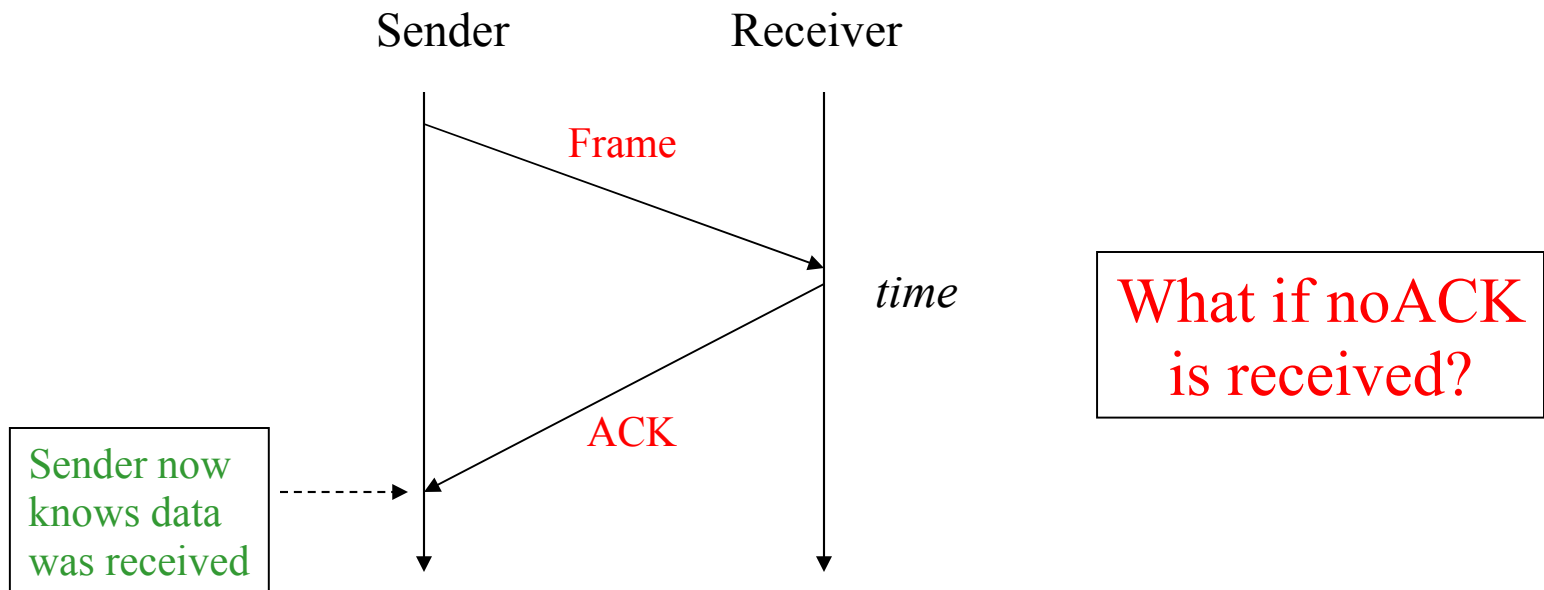 Sender
Receiver
Frame
time
What if noACK
is received?
ACK
Sender now
knows data
was received